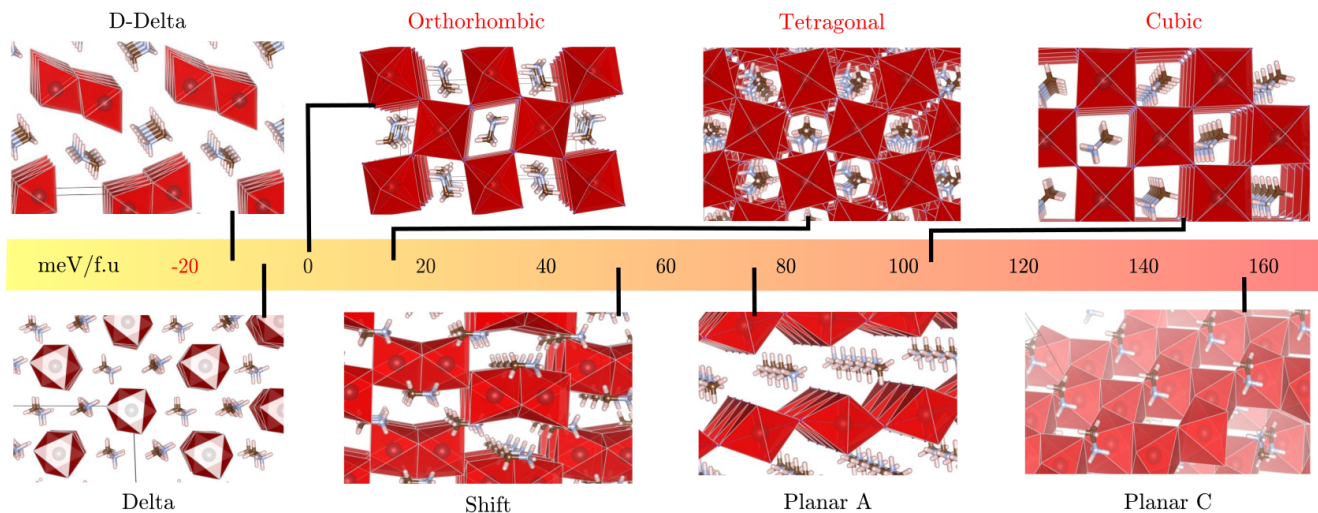 D-Delta Orthorhombic Tetragonal Cubic
meV/f.u -20 0 20 40 60 80 100 120 140 160
Delta Shift Planar A Planar C